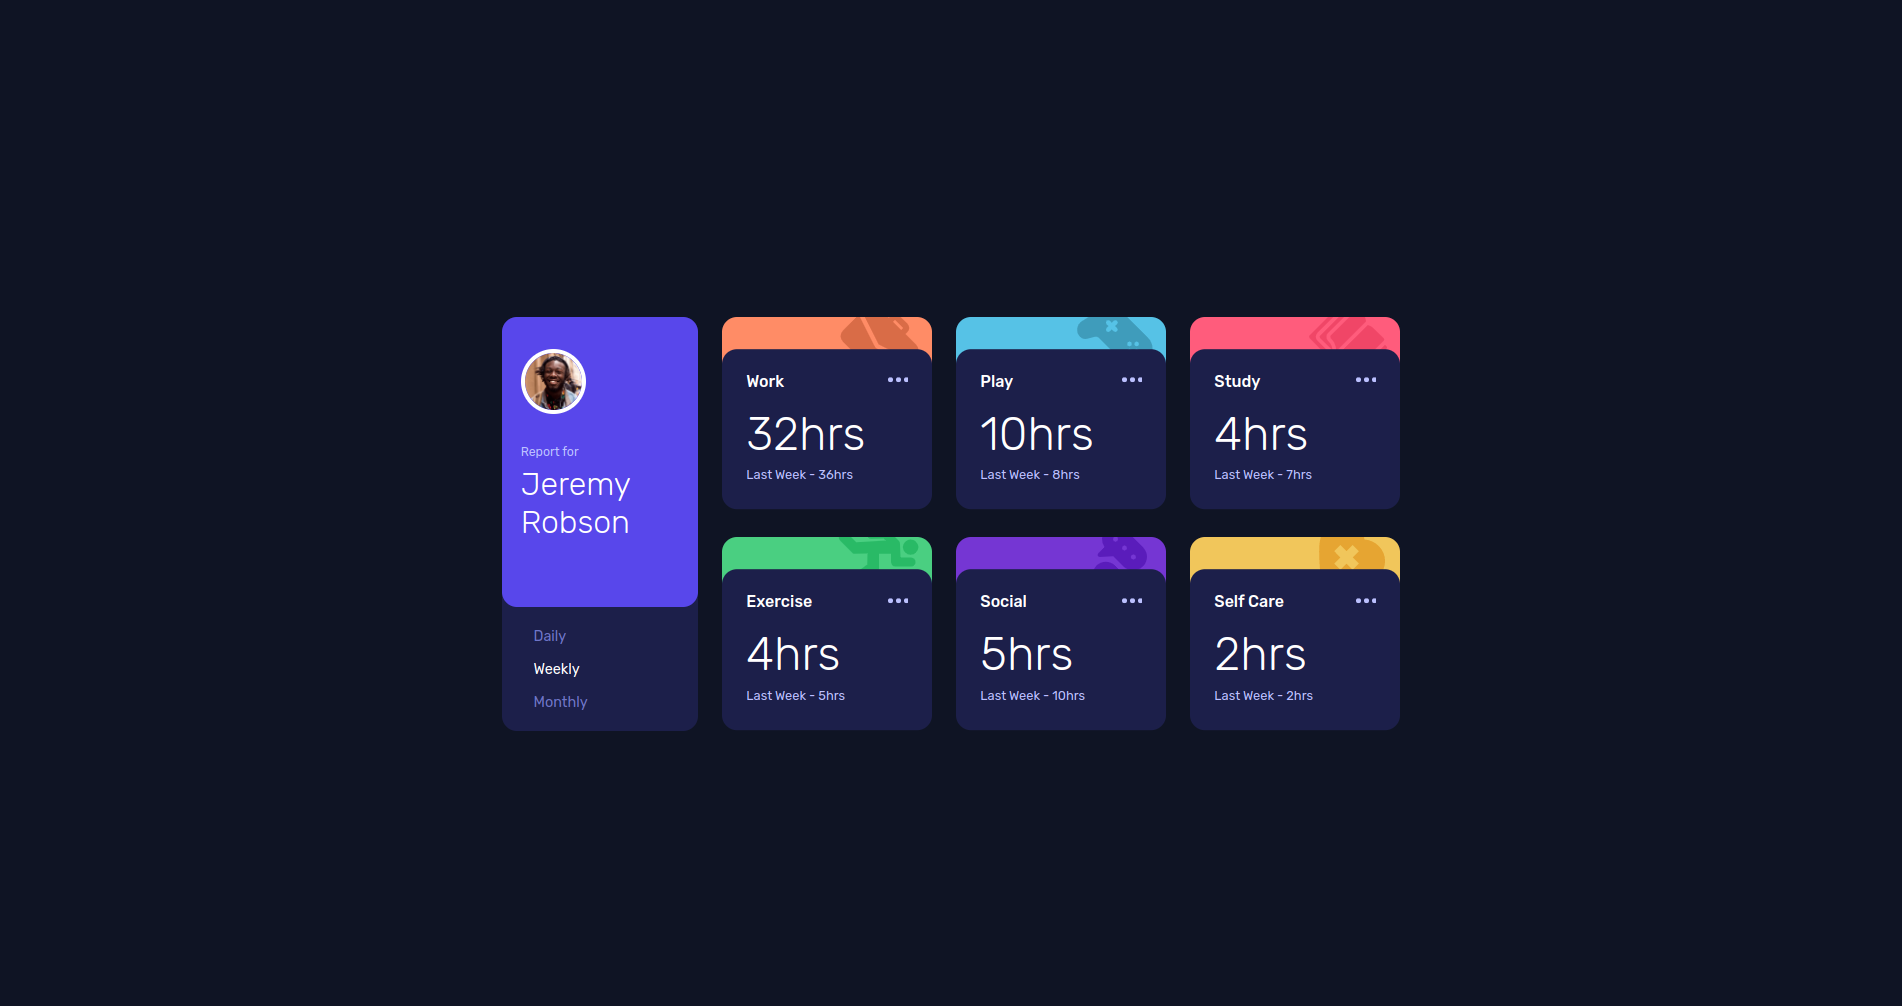 Report for
Jeremy
Robson
Daily
Weekly
Monthly
Work
32hrs
Last Week - 36hrs
Play
10hrs
Last Week - 8hrs
Study
4hrs
Last Week - 7hrs
Exercise
4hrs
Last Week - 5hrs
Social
5hrs
Last Week - 10hrs
Self Care
2hrs
Last Week - 2hrs